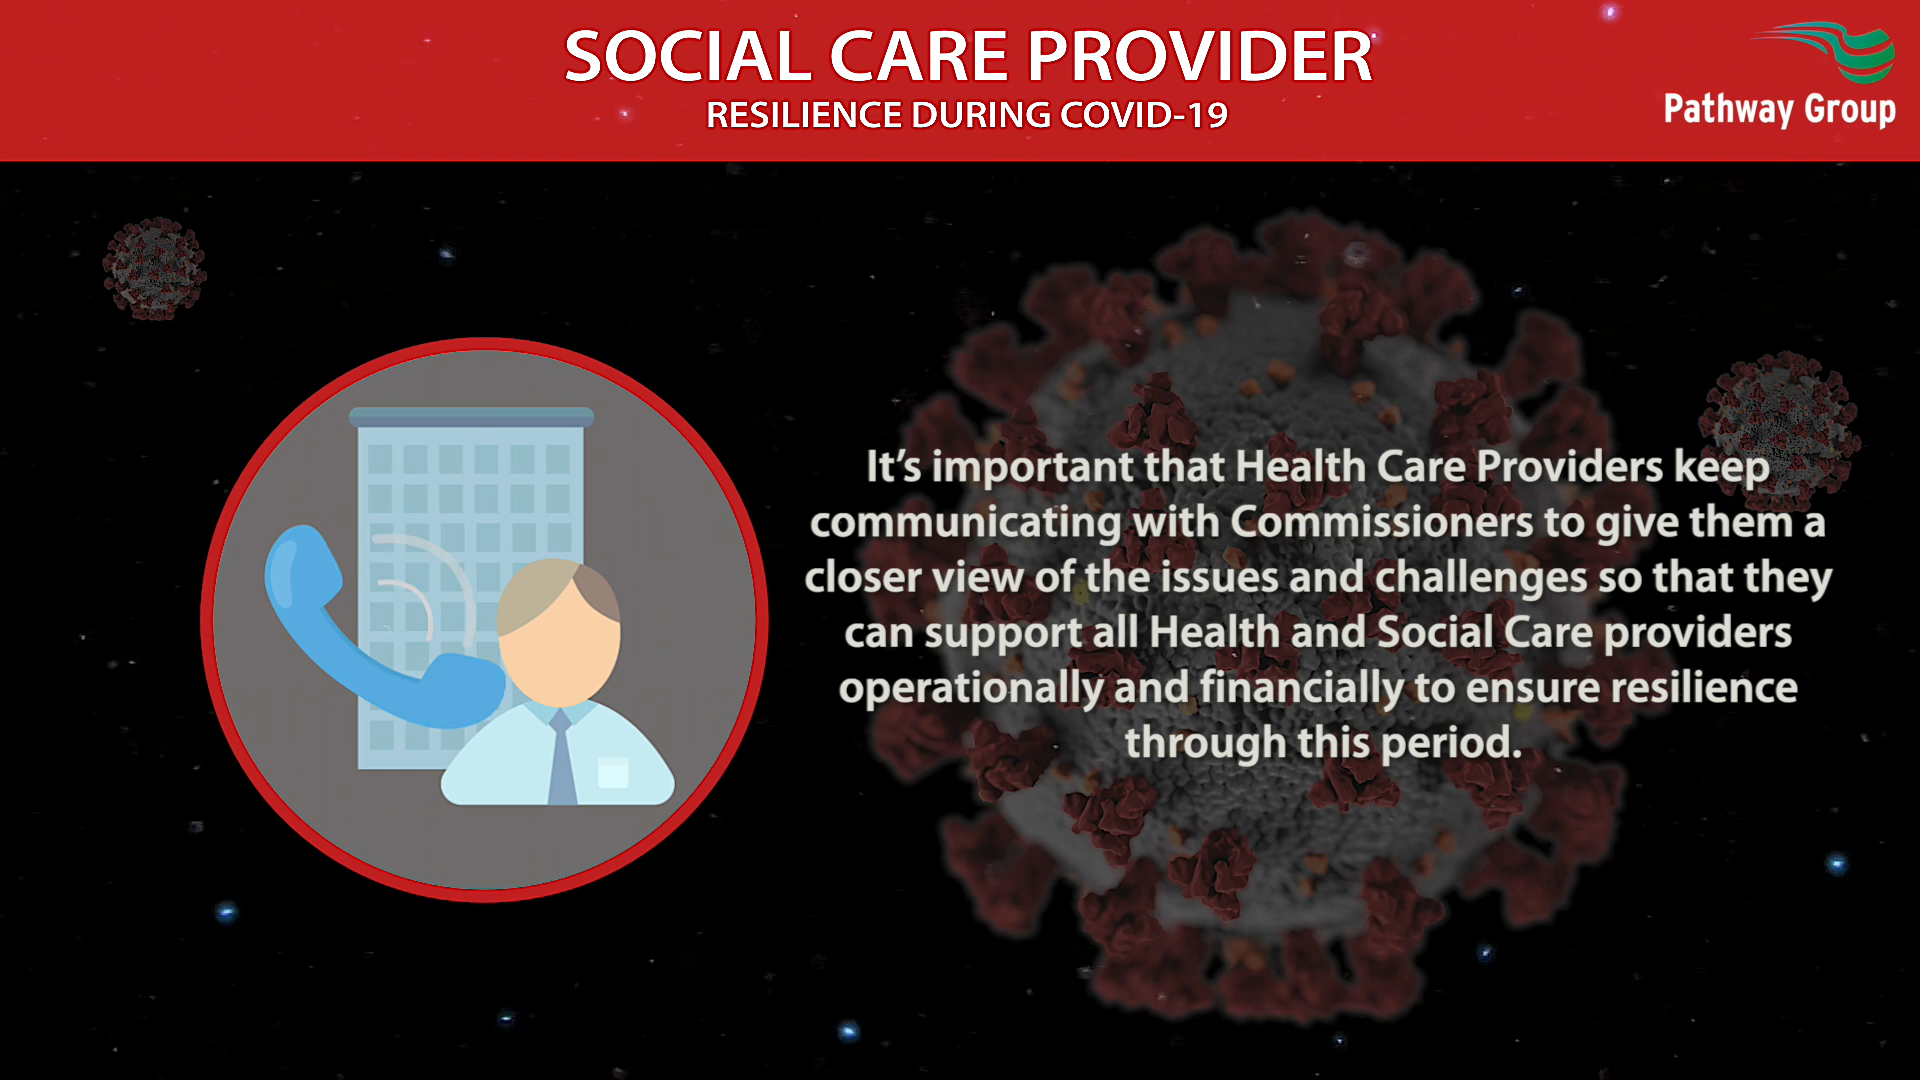 SOCIAL CARE PROVIDER
RESILIENCE DURING COVID-19
Pathway Group
It’s important that Health Care Providers keep
communicating with Commissioners to give them a
closer view of the issues and challenges so that they
can support all Health and Social Care providers
operationally and financially to ensure resilience
through this period.